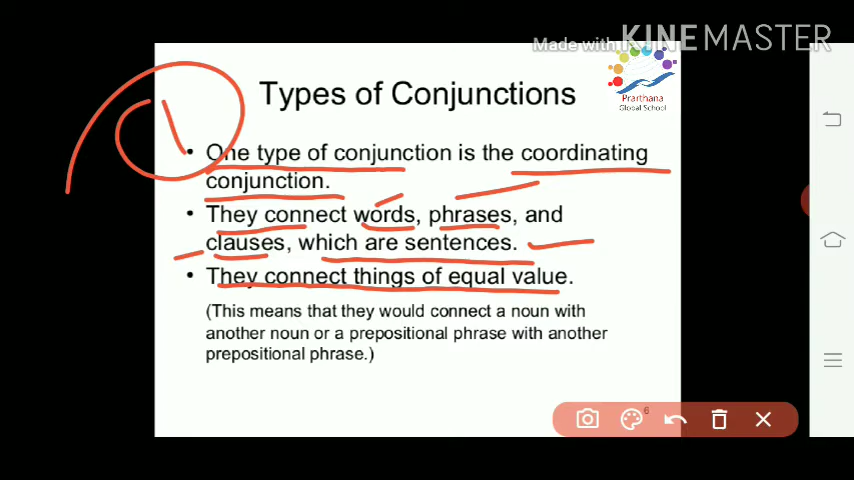 Made with KINEMASTER
Types of Conjunctions
Prarthana
Global School
1
• One type of conjunction is the coordinating
conjunction.
• They connect words, phrases, and
clauses, which are sentences.
• They connect things of equal value.
(This means that they would connect a noun with
another noun or a prepositional phrase with another
prepositional phrase.)
6